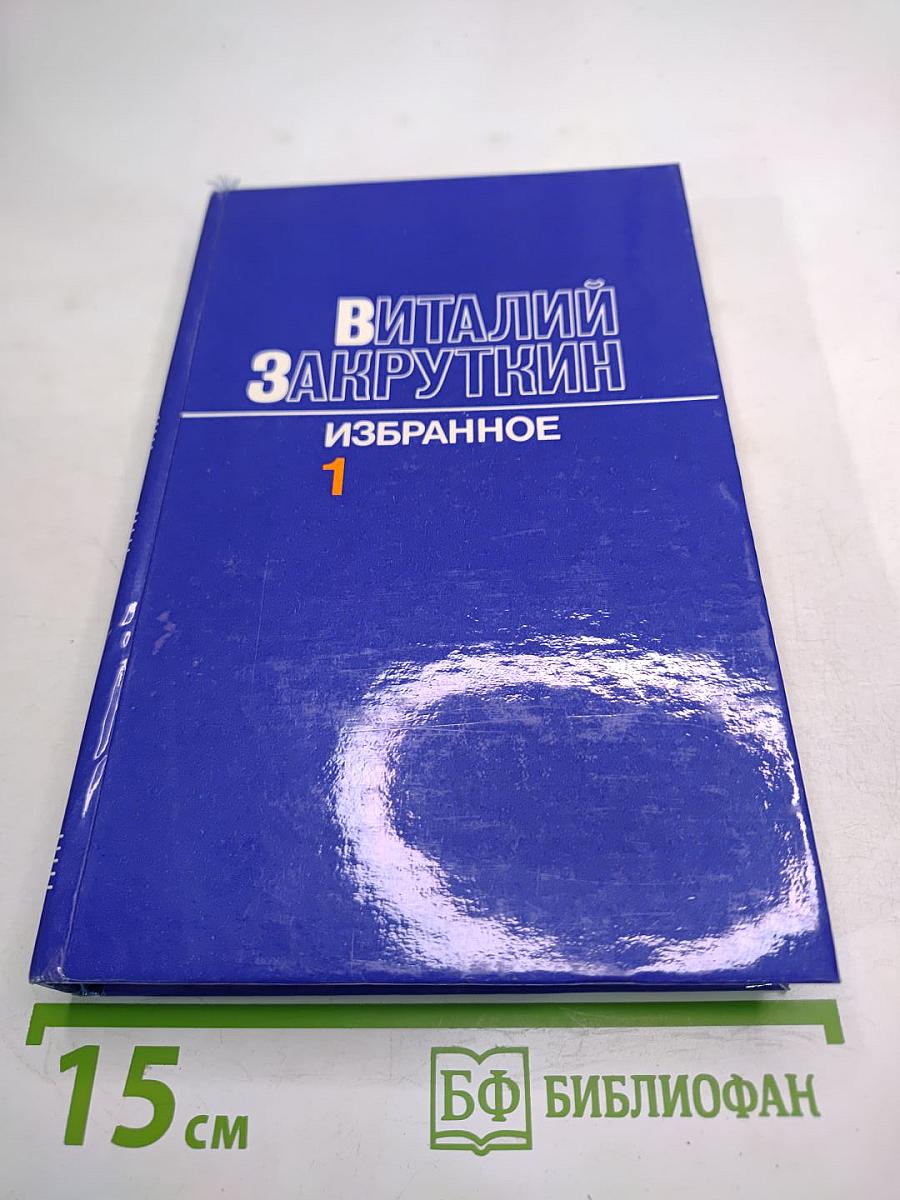 ВИТАЛИЙ
ЗАКРУТКИН
ИЗБРАННОЕ
1
15 см
БФ БИБЛИОФАН